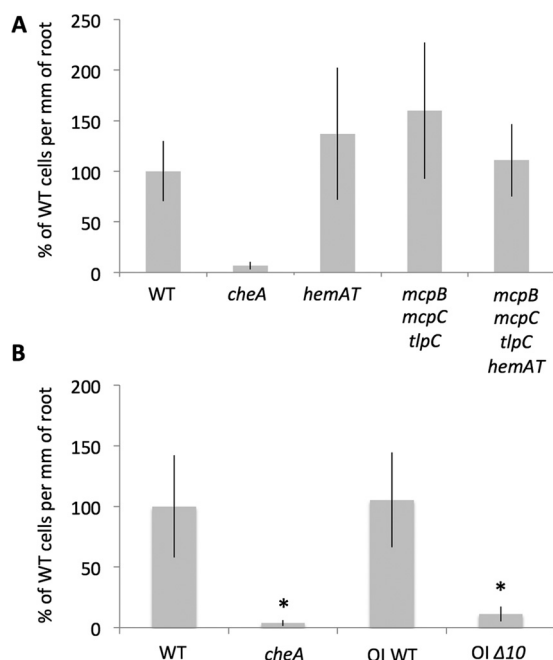 A
% of WT cells per mm of root
250
200
150
100
50
0
WT cheA hemAT mcpB mcpB
mcpC mcpC
tlpC tlpC
hemAT
B
% of WT cells per mm of root
200
150
100
50
0
* *
WT cheA OI WT OI Δ10